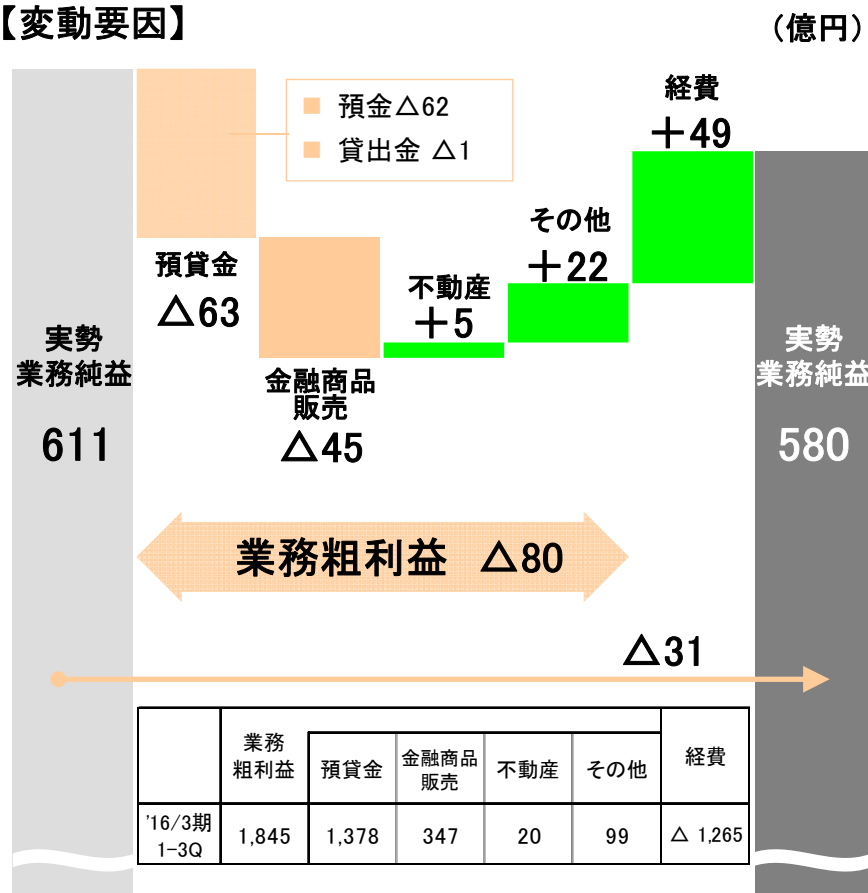 【変動要因】
（億円）
預金△62
貸出金 △1
経費
＋49
その他
＋22
預貸金
△63
不動産
＋5
実勢
業務純益
611
金融商品
販売
△45
実勢
業務純益
580
業務粗利益 △80
△31
業務
粗利益
預貸金
金融商品
販売
不動産
その他
経費
'16/3期
1-3Q
1,845
1,378
347
20
99
△ 1,265